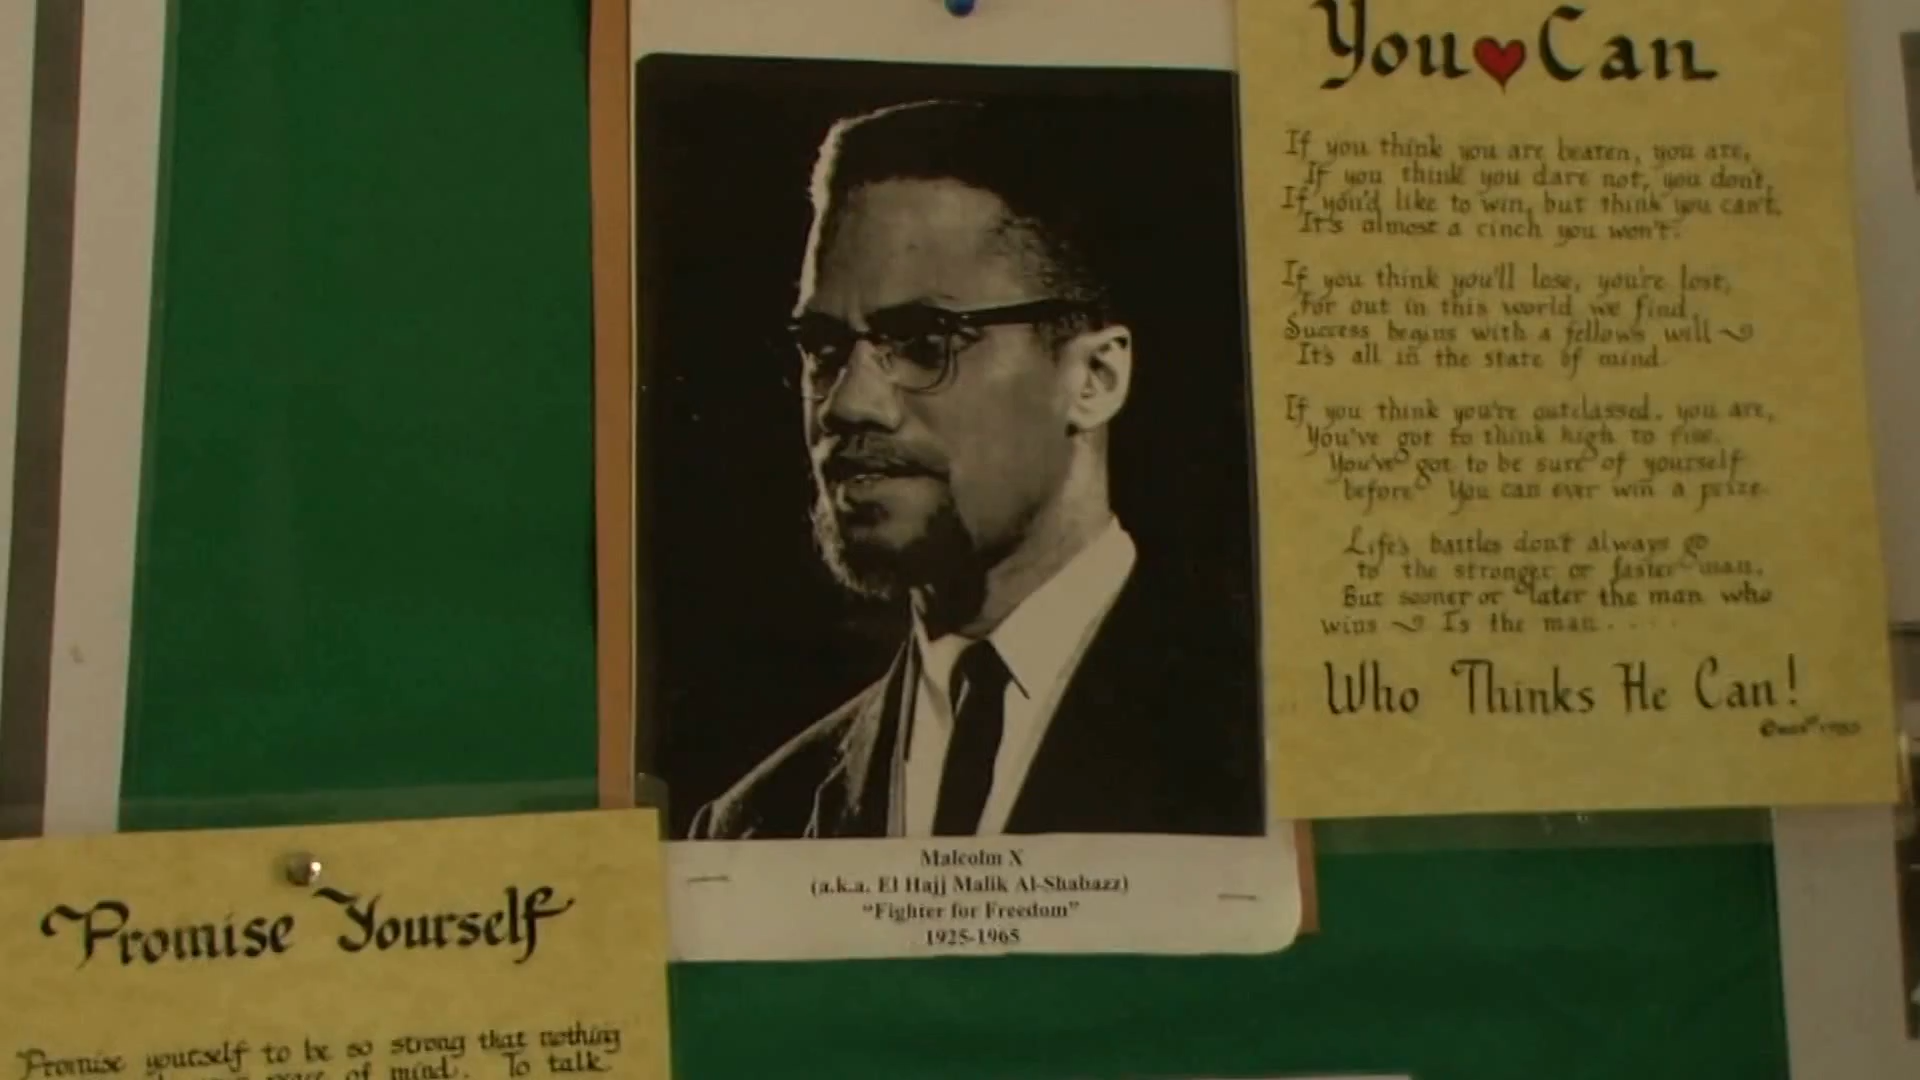 You Can
If you think you are beaten, you are,
If you think you dare not, you don't,
If you'd like to win, but think you can't,
It's almost a cinch you won't.
If you think you'll lose, you're lost,
For out in this world we find
Success begins with a fellow's will
It's all in the state of mind.
If you think you're outclassed, you are,
You've got to think high to rise.
You've got to be sure of yourself
before You can ever win a prize.
Life's battles don't always go
to the stronger or faster man,
But sooner or later the man who
wins Is the man . . . .
Who Thinks He Can!
Malcolm X
(a.k.a. El Hajj Malik Al-Shabazz)
"Fighter for Freedom"
1925-1965
Promise Yourself
Promise yourself to be so strong that nothing
peace of mind. To talk